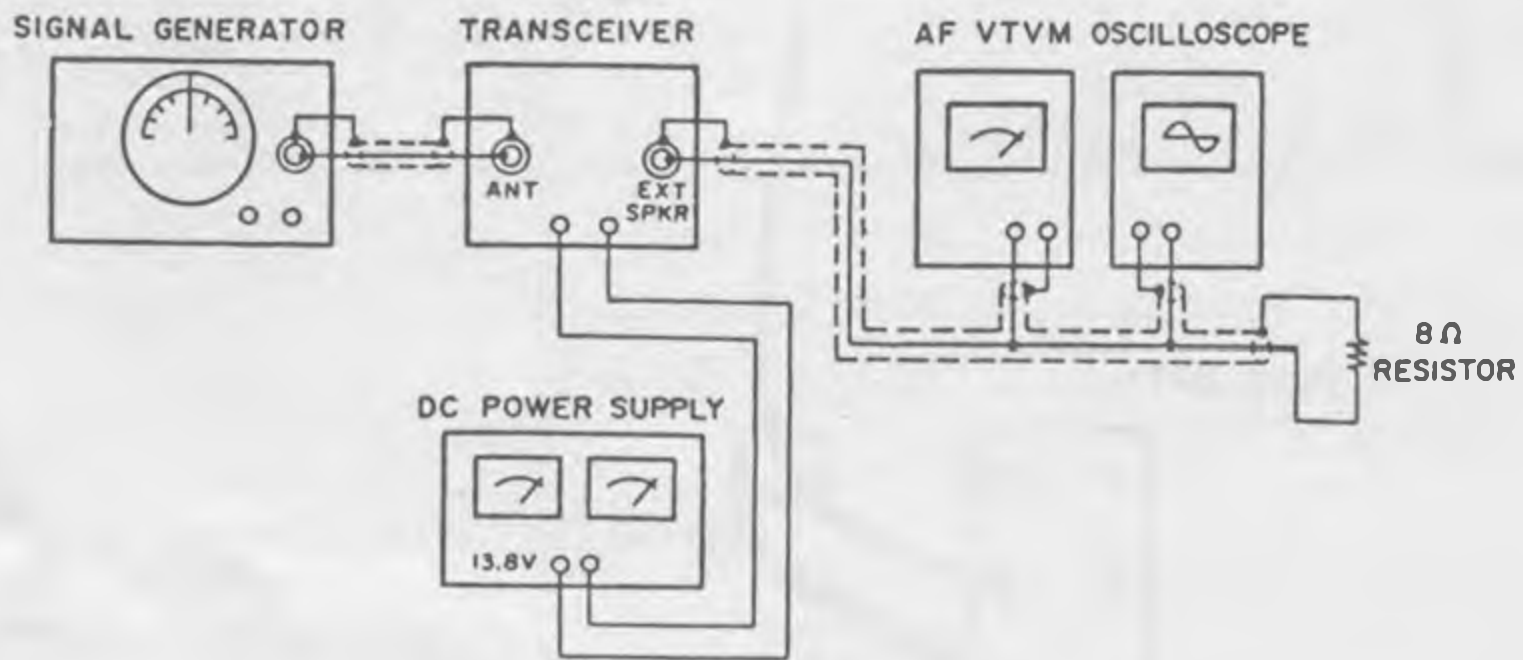 SIGNAL GENERATOR
TRANSCEIVER
AF VTVM OSCILLOSCOPE
ANT
EXT
SPKR
8 Ω
RESISTOR
DC POWER SUPPLY
13.8V